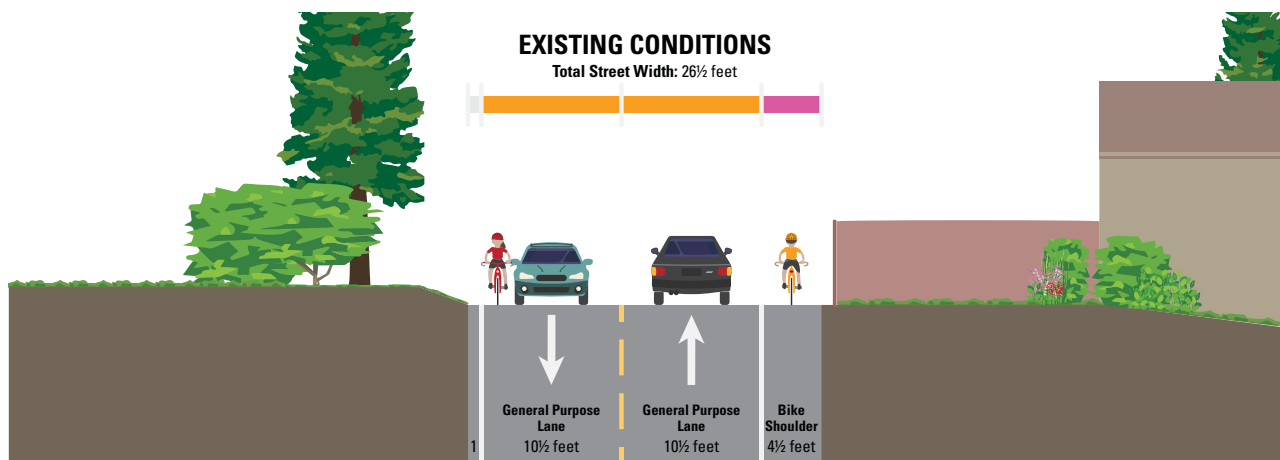 EXISTING CONDITIONS
Total Street Width: 26½ feet
1
General Purpose
Lane
10½ feet
General Purpose
Lane
10½ feet
Bike
Shoulder
4½ feet